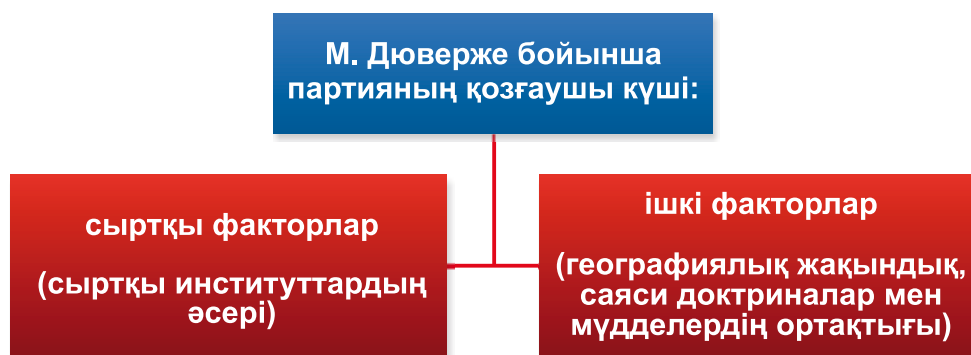 М. Дюверже бойынша
партияның қозғаушы күші:
сыртқы факторлар
(сыртқы институттардың
әсері)
ішкі факторлар
(географиялық жақындық,
саяси доктриналар мен
мүдделердің ортақтығы)